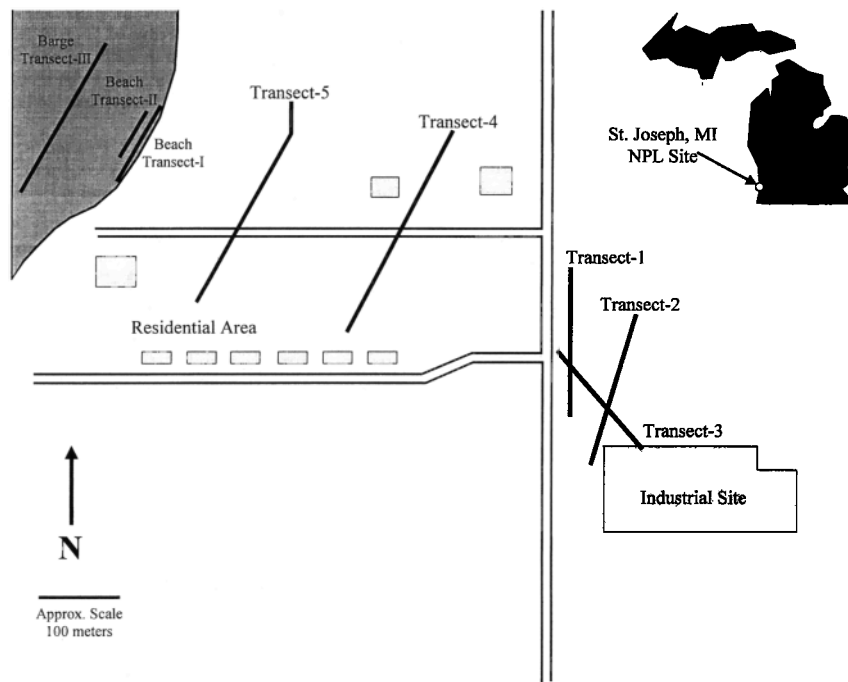 Barge
Transect-III
Beach
Transect-II
Beach
Transect-I
Transect-5
Transect-4
St. Joseph, MI
NPL Site
Transect-1
Transect-2
Residential Area
Transect-3
Industrial Site
N
Approx. Scale
100 meters